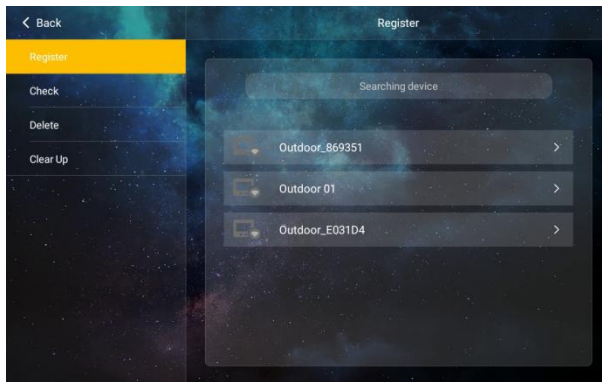 Back
Register
Register
Check
Delete
Clear Up
Searching device
Outdoor_869351
Outdoor 01
Outdoor_E031D4